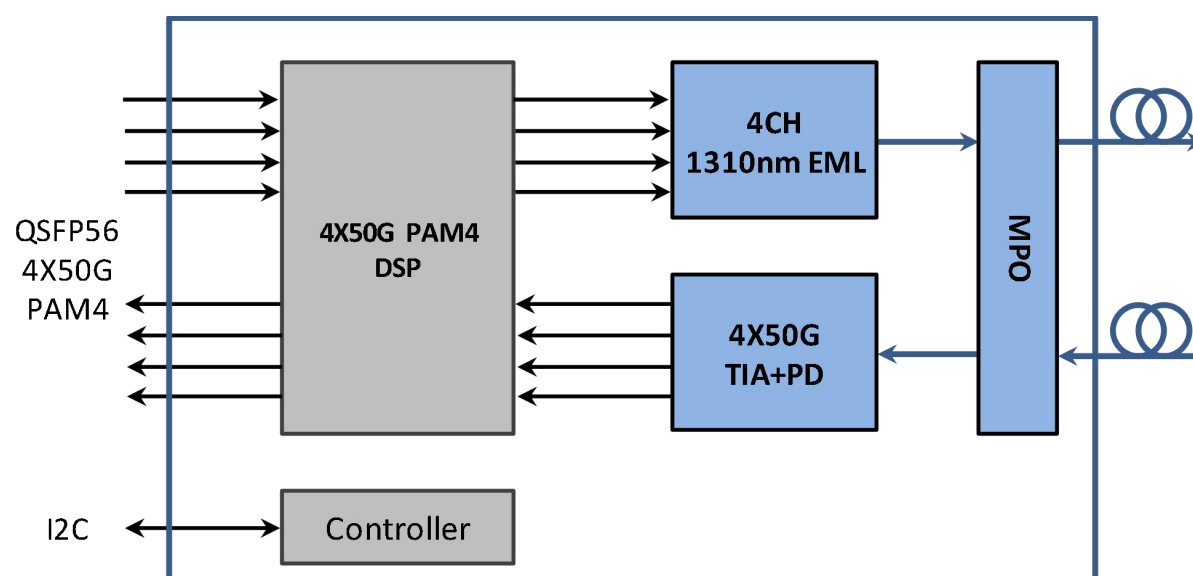 QSFP56
4X50G
PAM4
4X50G PAM4
DSP
4CH
1310nm EML
4X50G
TIA+PD
MPO
I2C
Controller